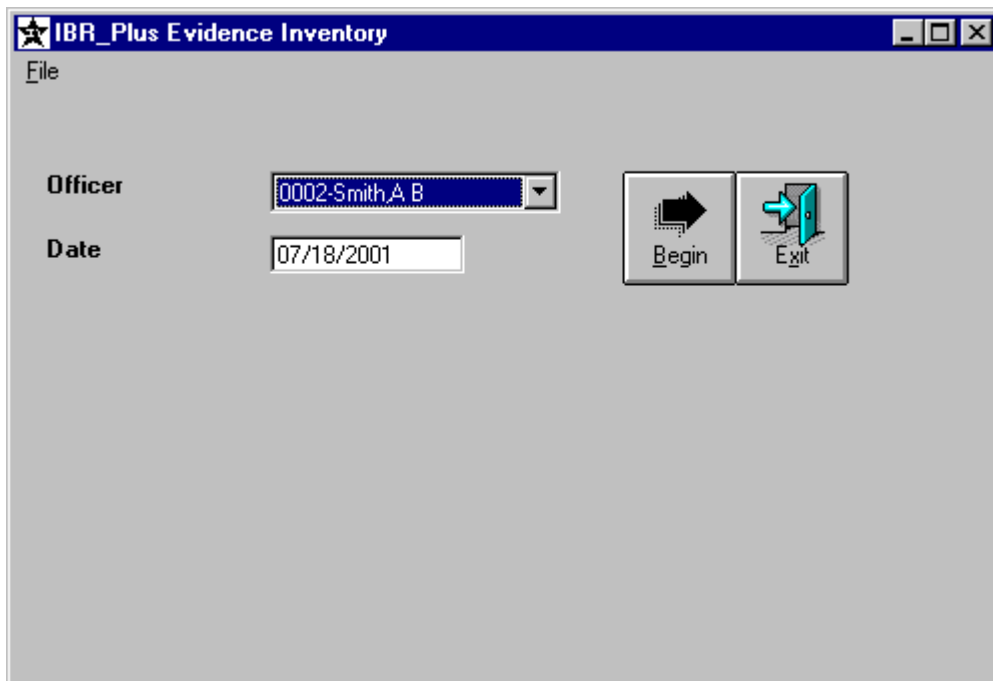 IBR_Plus Evidence Inventory
File
Officer
0002-Smith,A B
Date
07/18/2001
Begin
Exit